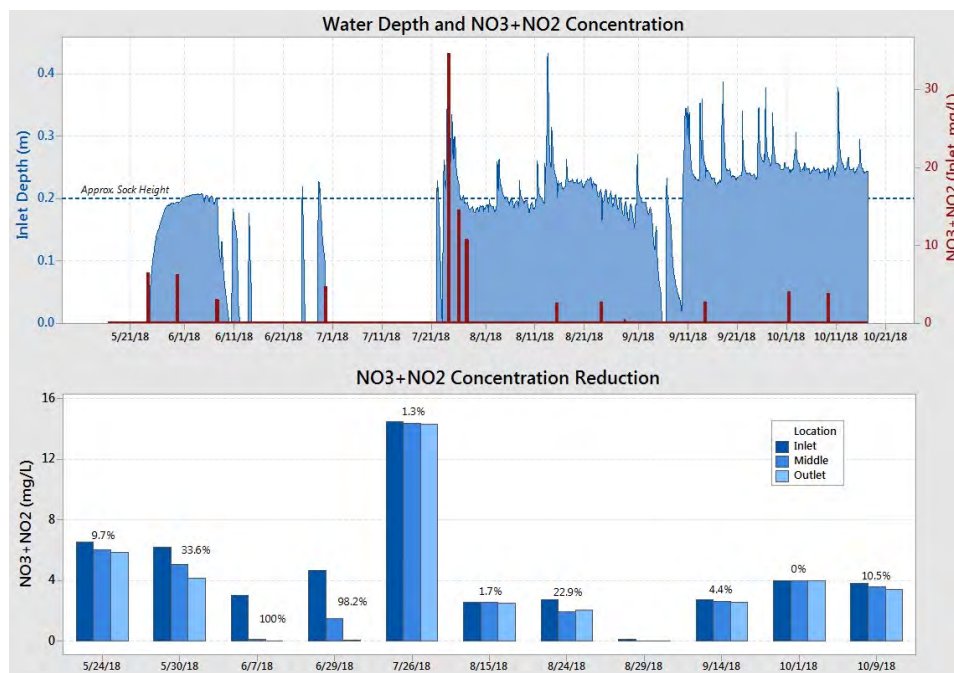 Water Depth and NO3+NO2 Concentration
Inlet Depth (m)
0.4
0.3
0.2
0.1
0.0
Approx. Sock Height
30
20
10
0
NO3+NO2 (Inlet, mg/L)
5/21/18 6/1/18 6/11/18 6/21/18 7/1/18 7/11/18 7/21/18 8/1/18 8/11/18 8/21/18 9/1/18 9/11/18 9/21/18 10/1/18 10/11/18 10/21/18
NO3+NO2 Concentration Reduction
NO3+NO2 (mg/L)
16
12
8
4
0
9.7% 33.6% 100% 98.2% 1.3% 1.7% 22.9% 4.4% 0% 10.5%
Location
Inlet
Middle
Outlet
5/24/18 5/30/18 6/7/18 6/29/18 7/26/18 8/15/18 8/24/18 8/29/18 9/14/18 10/1/18 10/9/18